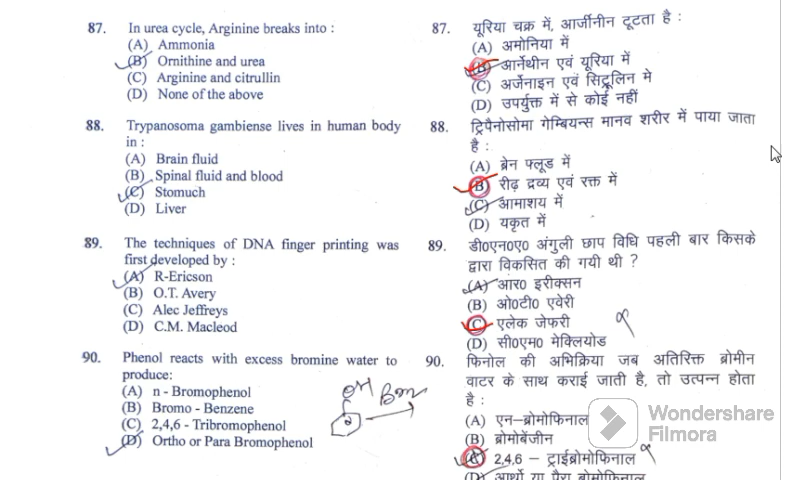 87. In urea cycle, Arginine breaks into :
(A) Ammonia
(B) Ornithine and urea
(C) Arginine and citrullin
(D) None of the above
88. Trypanosoma gambiense lives in human body
in :
(A) Brain fluid
(B) Spinal fluid and blood
(C) Stomuch
(D) Liver
89. The techniques of DNA finger printing was
first developed by :
(A) R-Ericson
(B) O.T. Avery
(C) Alec Jeffreys
(D) C.M. Macleod
90. Phenol reacts with excess bromine water to
produce:
(A) n - Bromophenol
(B) Bromo - Benzene
(C) 2,4,6 - Tribromophenol
(D) Ortho or Para Bromophenol
OH
87. यूरिया चक्र में, आर्जीनीन टूटता है :
(A) अमोनिया में
(B) आर्नेथीन एवं यूरिया में
(C) अर्जेनाइन एवं सिट्रूलिन मे
(D) उपर्युक्त में से कोई नहीं
88. ट्रिपैनोसोमा गेम्बियन्स मानव शरीर में पाया जाता
है :
(A) ब्रेन फ्लूड में
(B) रीढ़ द्रव्य एवं रक्त में
(C) आमाशय में
(D) यकृत में
89. डी०एन०ए० अंगुली छाप विधि पहली बार किसके
द्वारा विकसित की गयी थी ?
(A) आर० इरीक्सन
(B) ओ०टी० एवेरी
(C) एलेक जेफरी
(D) सी०एम० मेक्लियोड
90. फिनोल की अभिक्रिया जब अतिरिक्त ब्रोमीन
वाटर के साथ कराई जाती है, तो उत्पन्न होता
है :
(A) एन–ब्रोमोफिनाल
(B) ब्रोमोबेंजीन
2,4,6 – ट्राईब्रोमोफिनाल
(D) आर्थो या पैरा ब्रोमोफिनाल
Wondershare
Filmora